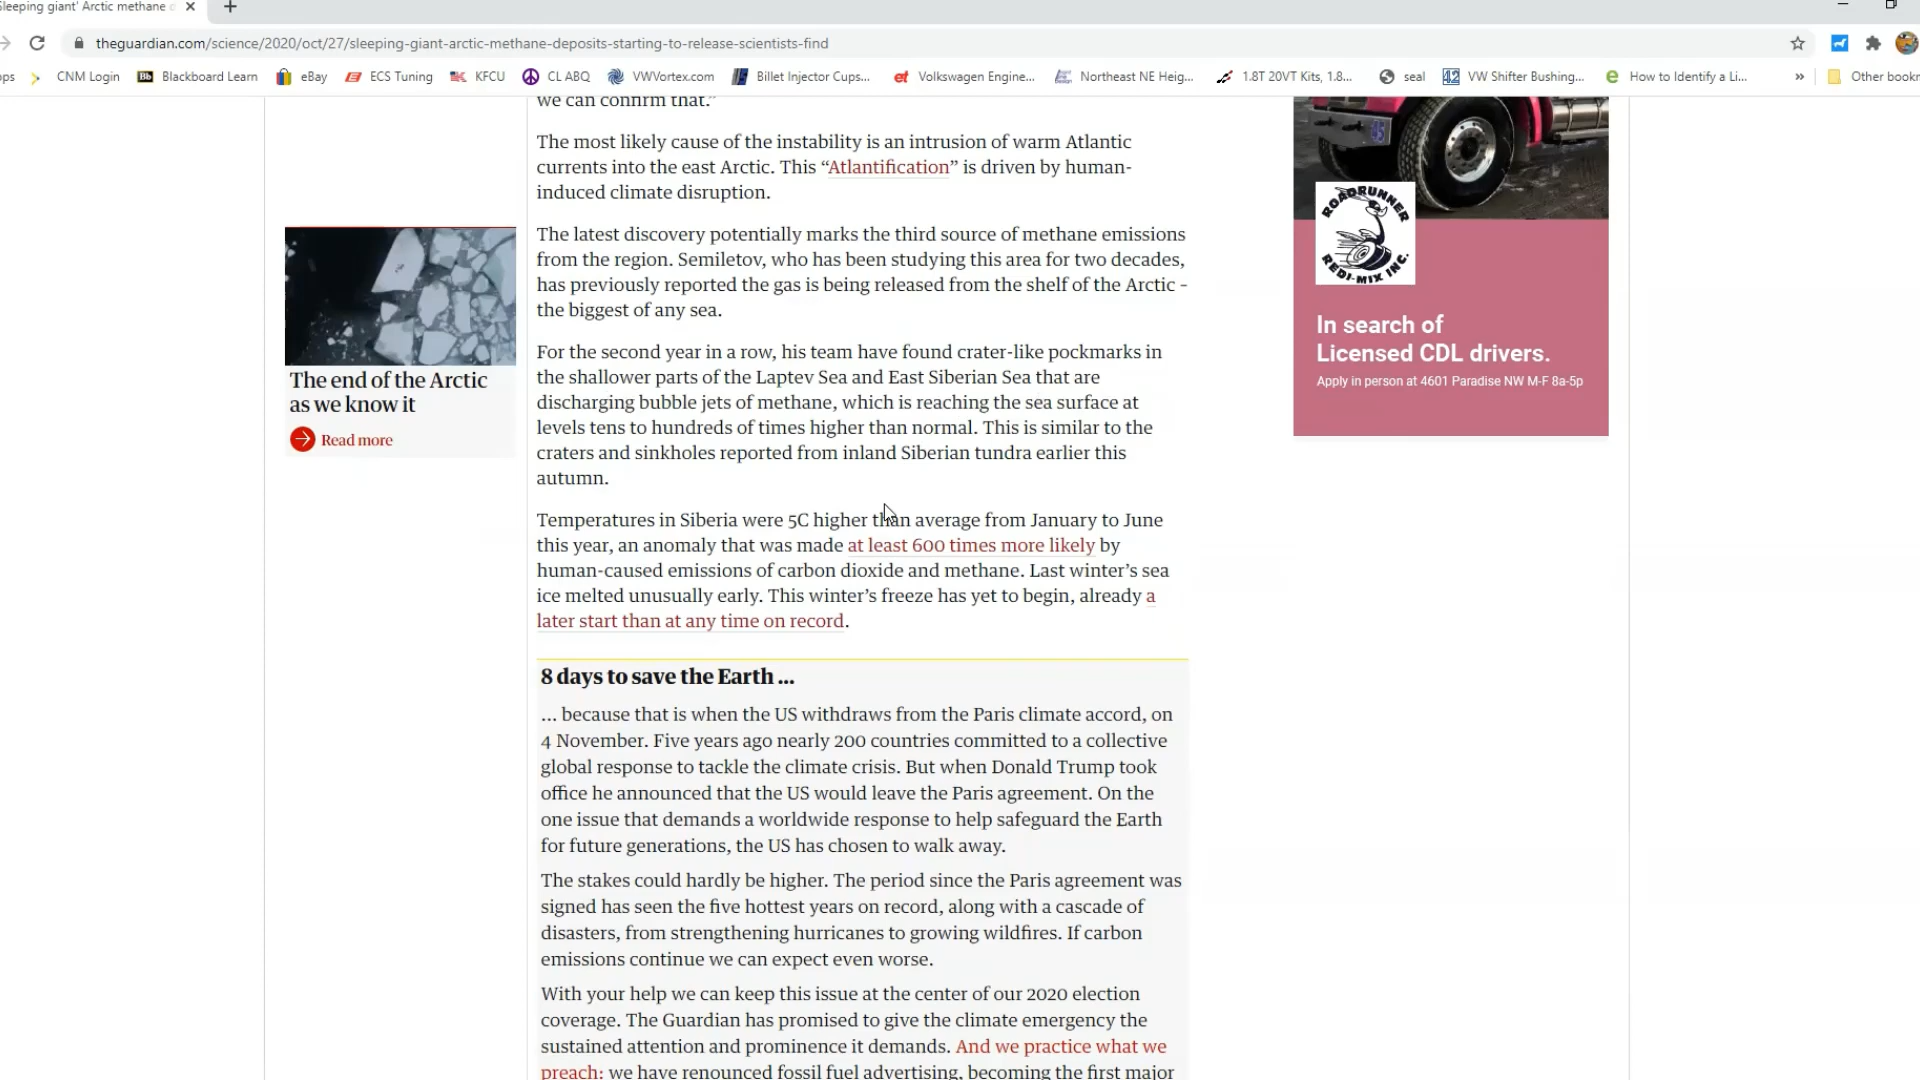 Sleeping giant' Arctic methane d
theguardian.com/science/2020/oct/27/sleeping-giant-arctic-methane-deposits-starting-to-release-scientists-find
ops CNM Login Bb Blackboard Learn eBay ECS Tuning KFCU CL ABQ VWVortex.com Billet Injector Cups... et Volkswagen Engine... Northeast NE Heig... 1.8T 20VT Kits, 1.8... seal 42 VW Shifter Bushing... e How to Identify a Li... » Other bookr
we can confirm that."
The most likely cause of the instability is an intrusion of warm Atlantic
currents into the east Arctic. This “Atlantification” is driven by human-
induced climate disruption.
The latest discovery potentially marks the third source of methane emissions
from the region. Semiletov, who has been studying this area for two decades,
has previously reported the gas is being released from the shelf of the Arctic –
the biggest of any sea.
For the second year in a row, his team have found crater-like pockmarks in
the shallower parts of the Laptev Sea and East Siberian Sea that are
discharging bubble jets of methane, which is reaching the sea surface at
levels tens to hundreds of times higher than normal. This is similar to the
craters and sinkholes reported from inland Siberian tundra earlier this
autumn.
Temperatures in Siberia were 5C higher than average from January to June
this year, an anomaly that was made at least 600 times more likely by
human-caused emissions of carbon dioxide and methane. Last winter’s sea
ice melted unusually early. This winter’s freeze has yet to begin, already a
later start than at any time on record.
8 days to save the Earth ...
... because that is when the US withdraws from the Paris climate accord, on
4 November. Five years ago nearly 200 countries committed to a collective
global response to tackle the climate crisis. But when Donald Trump took
office he announced that the US would leave the Paris agreement. On the
one issue that demands a worldwide response to help safeguard the Earth
for future generations, the US has chosen to walk away.
The stakes could hardly be higher. The period since the Paris agreement was
signed has seen the five hottest years on record, along with a cascade of
disasters, from strengthening hurricanes to growing wildfires. If carbon
emissions continue we can expect even worse.
With your help we can keep this issue at the center of our 2020 election
coverage. The Guardian has promised to give the climate emergency the
sustained attention and prominence it demands. And we practice what we
preach: we have renounced fossil fuel advertising, becoming the first major
The end of the Arctic
as we know it
Read more
ROADRUNNER
REDI-MIX INC.
In search of
Licensed CDL drivers.
Apply in person at 4601 Paradise NW M-F 8a-5p